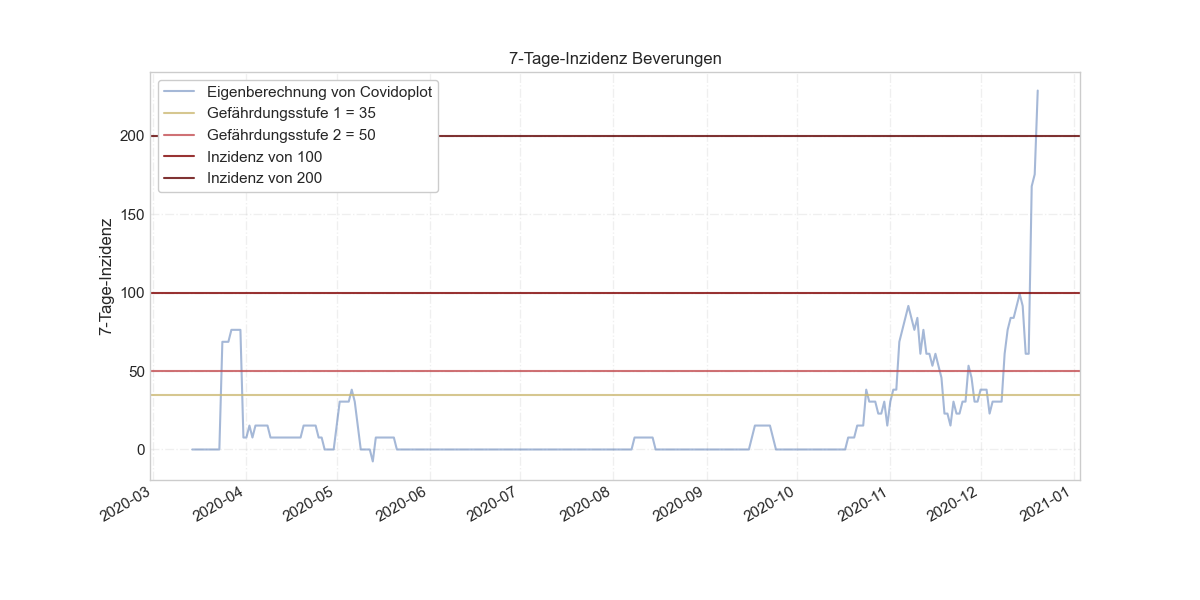 7-Tage-Inzidenz Beverungen
Eigenberechnung von Covidoplot
Gefährdungsstufe 1 = 35
Gefährdungsstufe 2 = 50
Inzidenz von 100
Inzidenz von 200
7-Tage-Inzidenz
200
150
100
50
0
2020-03
2020-04
2020-05
2020-06
2020-07
2020-08
2020-09
2020-10
2020-11
2020-12
2021-01